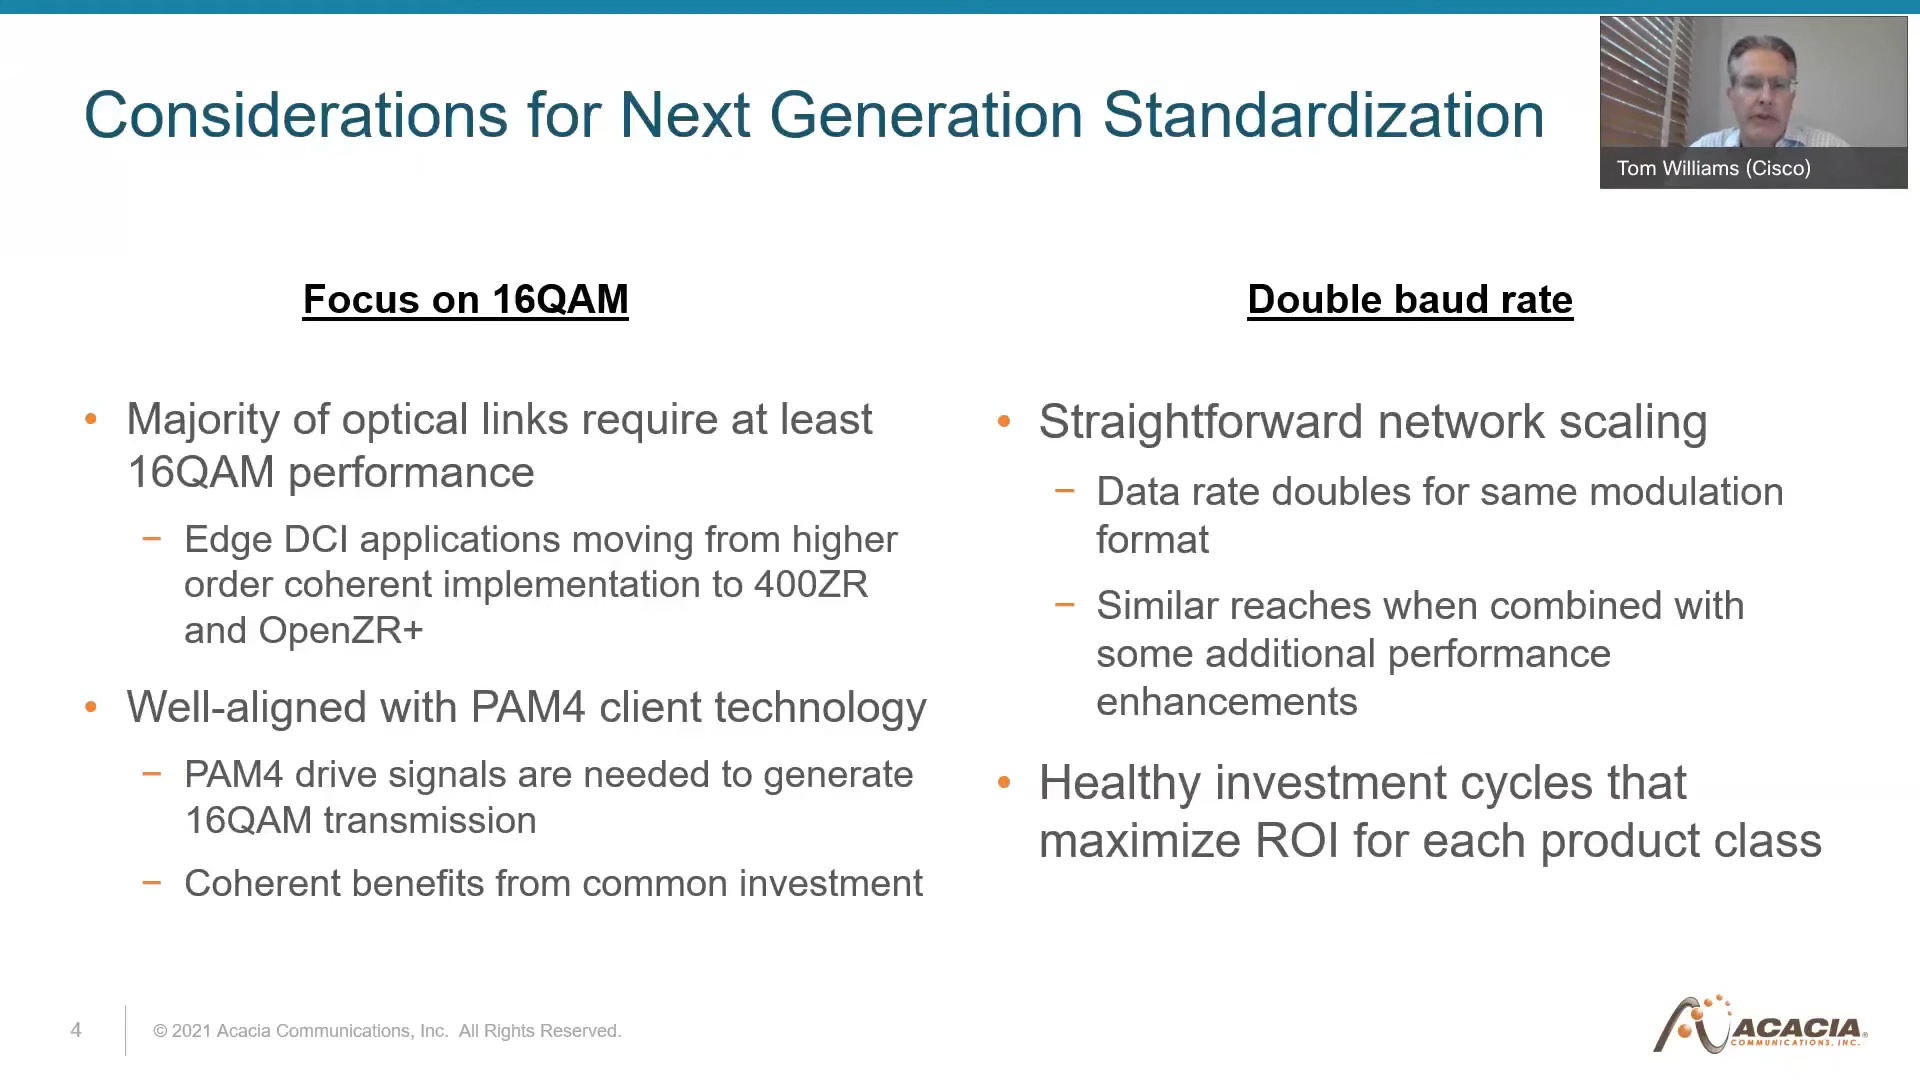 Considerations for Next Generation Standardization
Tom Williams (Cisco)
Focus on 16QAM
• Majority of optical links require at least
16QAM performance
− Edge DCI applications moving from higher
order coherent implementation to 400ZR
and OpenZR+
• Well-aligned with PAM4 client technology
− PAM4 drive signals are needed to generate
16QAM transmission
− Coherent benefits from common investment
Double baud rate
• Straightforward network scaling
− Data rate doubles for same modulation
format
− Similar reaches when combined with
some additional performance
enhancements
• Healthy investment cycles that
maximize ROI for each product class
4
© 2021 Acacia Communications, Inc. All Rights Reserved.
ACACIA®
COMMUNICATIONS, INC.